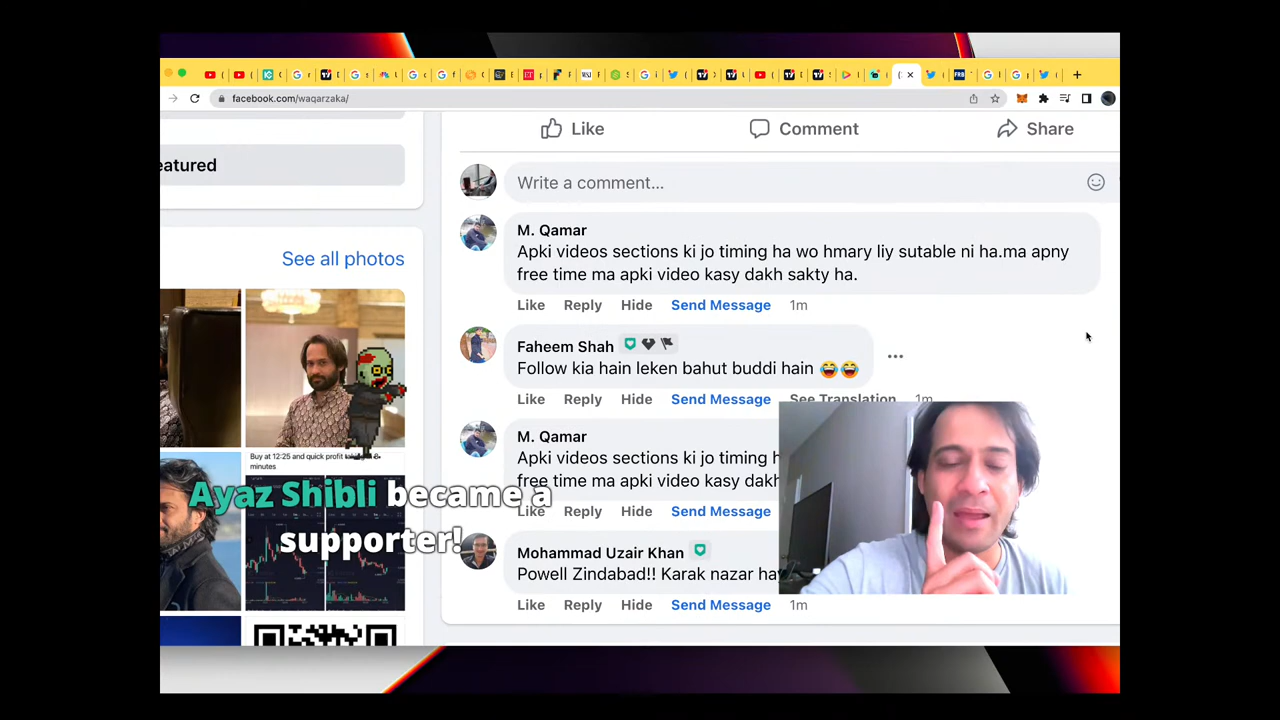 facebook.com/waqarzaka/
Like
Comment
Share
eatured
Write a comment...
See all photos
M. Qamar
Apki videos sections ki jo timing ha wo hmary liy sutable ni ha.ma apny
free time ma apki video kasy dakh sakty ha.
Like Reply Hide Send Message 1m
Faheem Shah
Follow kia hain leken bahut buddi hain 😂😂
Like Reply Hide Send Message See Translation 1m
M. Qamar
Apki videos sections ki jo timing h
free time ma apki video kasy dak
Like Reply Hide Send Message
Mohammad Uzair Khan
Powell Zindabad!! Karak nazar ha
Like Reply Hide Send Message 1m
Buy at 12:25 and quick profit
minutes
Ayaz Shibli became a
supporter!